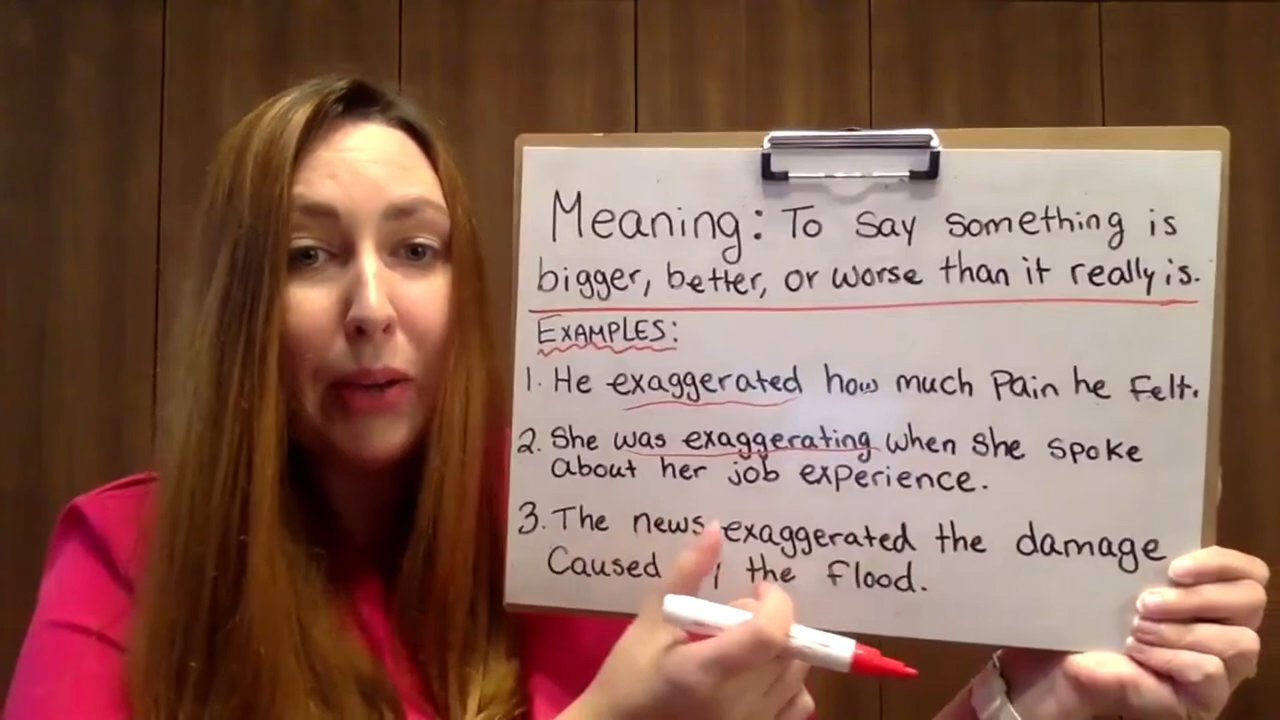 Meaning: To say something is
bigger, better, or worse than it really is.
EXAMPLES:
1. He exaggerated how much Pain he felt.
2. She was exaggerating when she spoke
about her job experience.
3. The news exaggerated the damage
Caused the flood.